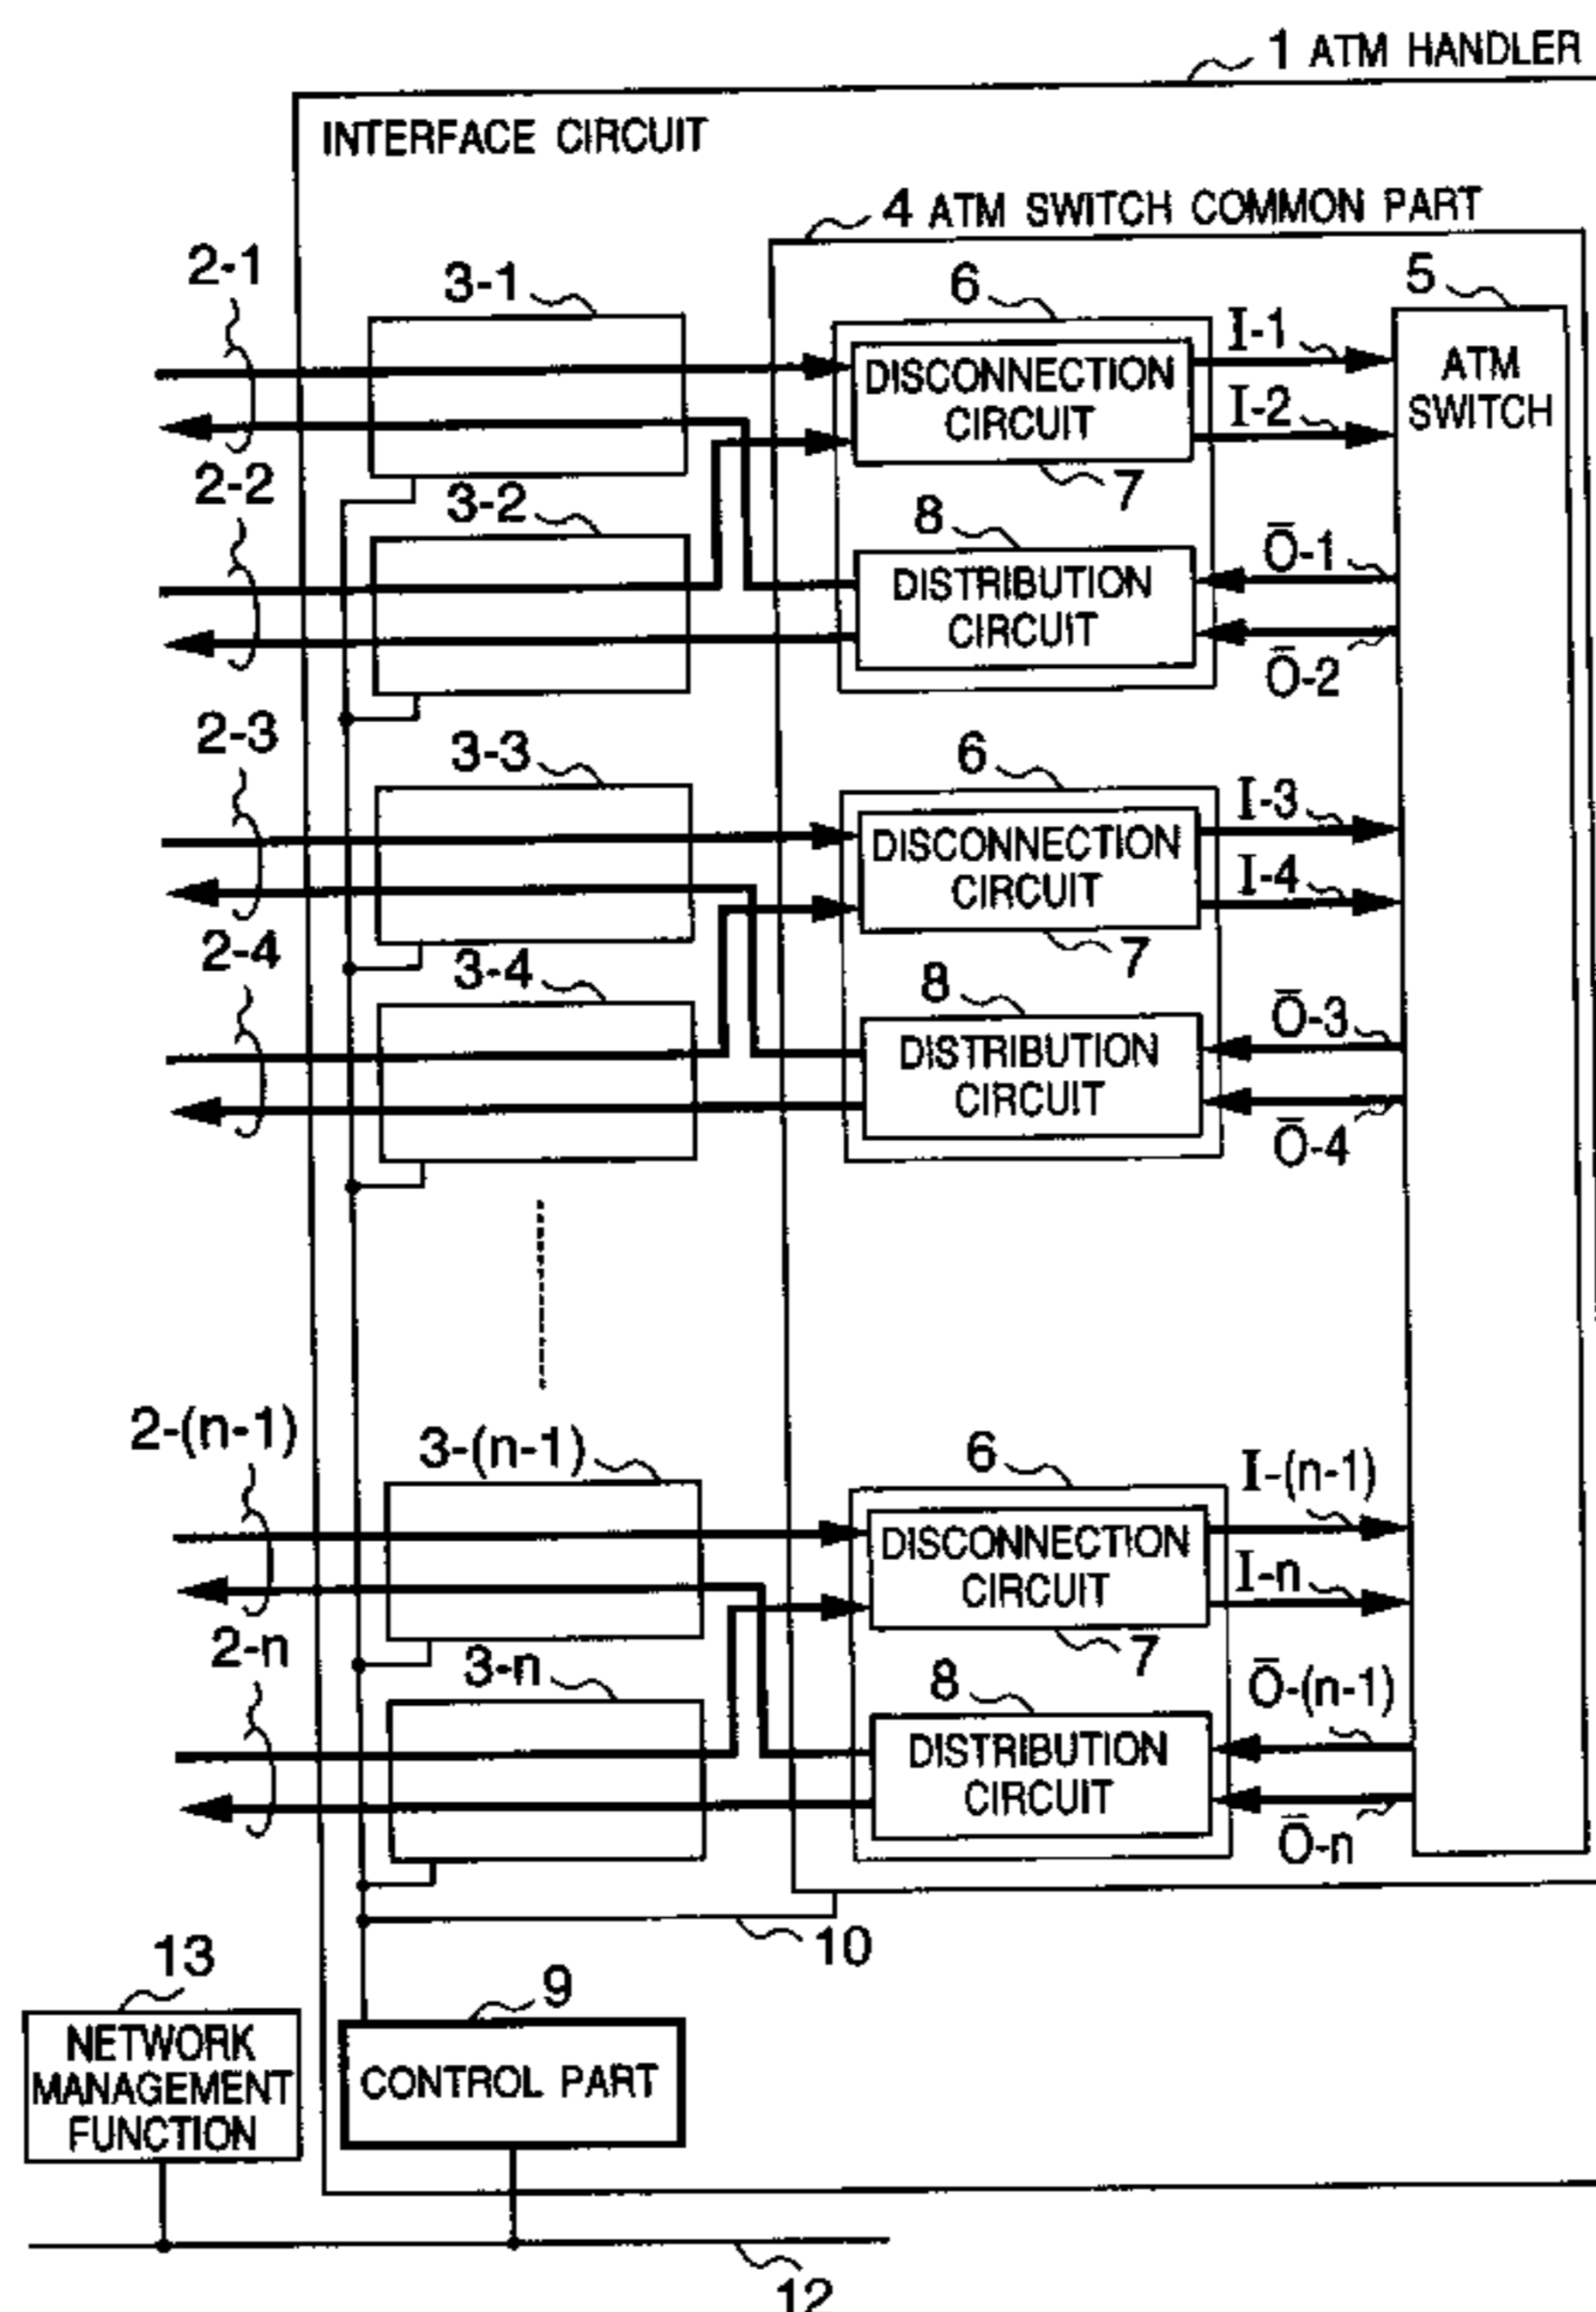 1 ATM HANDLER
INTERFACE CIRCUIT
4 ATM SWITCH COMMON PART
2-1
3-1
6
5
DISCONNECTION
CIRCUIT
I-1
I-2
ATM
SWITCH
7
2-2
3-2
8
DISTRIBUTION
CIRCUIT
O̅-1
O̅-2
2-3
3-3
6
DISCONNECTION
CIRCUIT
I-3
I-4
7
2-4
3-4
8
DISTRIBUTION
CIRCUIT
O̅-3
O̅-4
2-(n-1)
3-(n-1)
6
DISCONNECTION
CIRCUIT
I-(n-1)
I-n
7
2-n
3-n
8
DISTRIBUTION
CIRCUIT
O̅-(n-1)
O̅-n
10
13
NETWORK
MANAGEMENT
FUNCTION
9
CONTROL PART
12